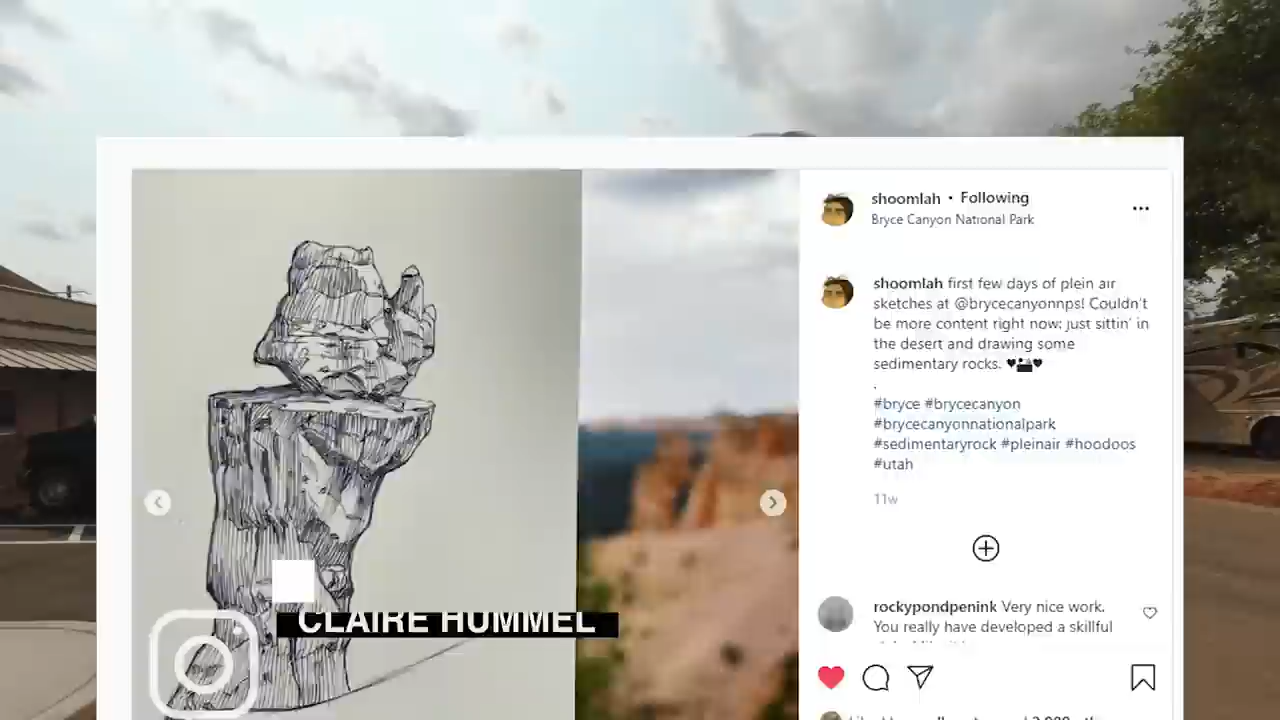 shoomlah • Following
Bryce Canyon National Park
shoomlah first few days of plein air
sketches at @brycecanyonnps! Couldn't
be more content right now: just sittin' in
the desert and drawing some
sedimentary rocks. ♥🏜♥
.
#bryce #brycecanyon
#brycecanyonnationalpark
#sedimentaryrock #pleinair #hoodoos
#utah
11w
rockypondpenink Very nice work.
You really have developed a skillful
CLAIRE HUMMEL